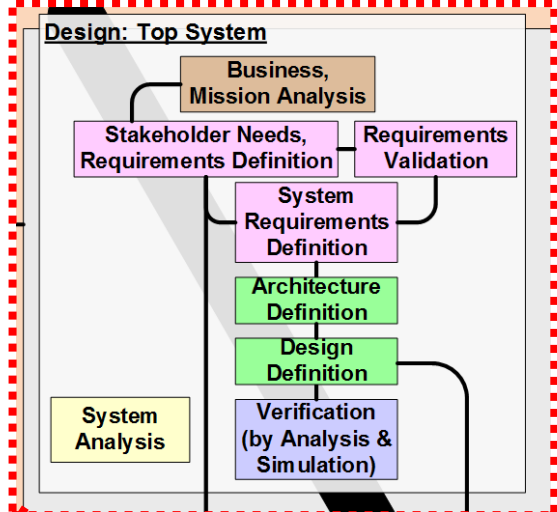 Design: Top System
Business,
Mission Analysis
Stakeholder Needs,
Requirements Definition
Requirements
Validation
System
Requirements
Definition
Architecture
Definition
Design
Definition
System
Analysis
Verification
(by Analysis &
Simulation)